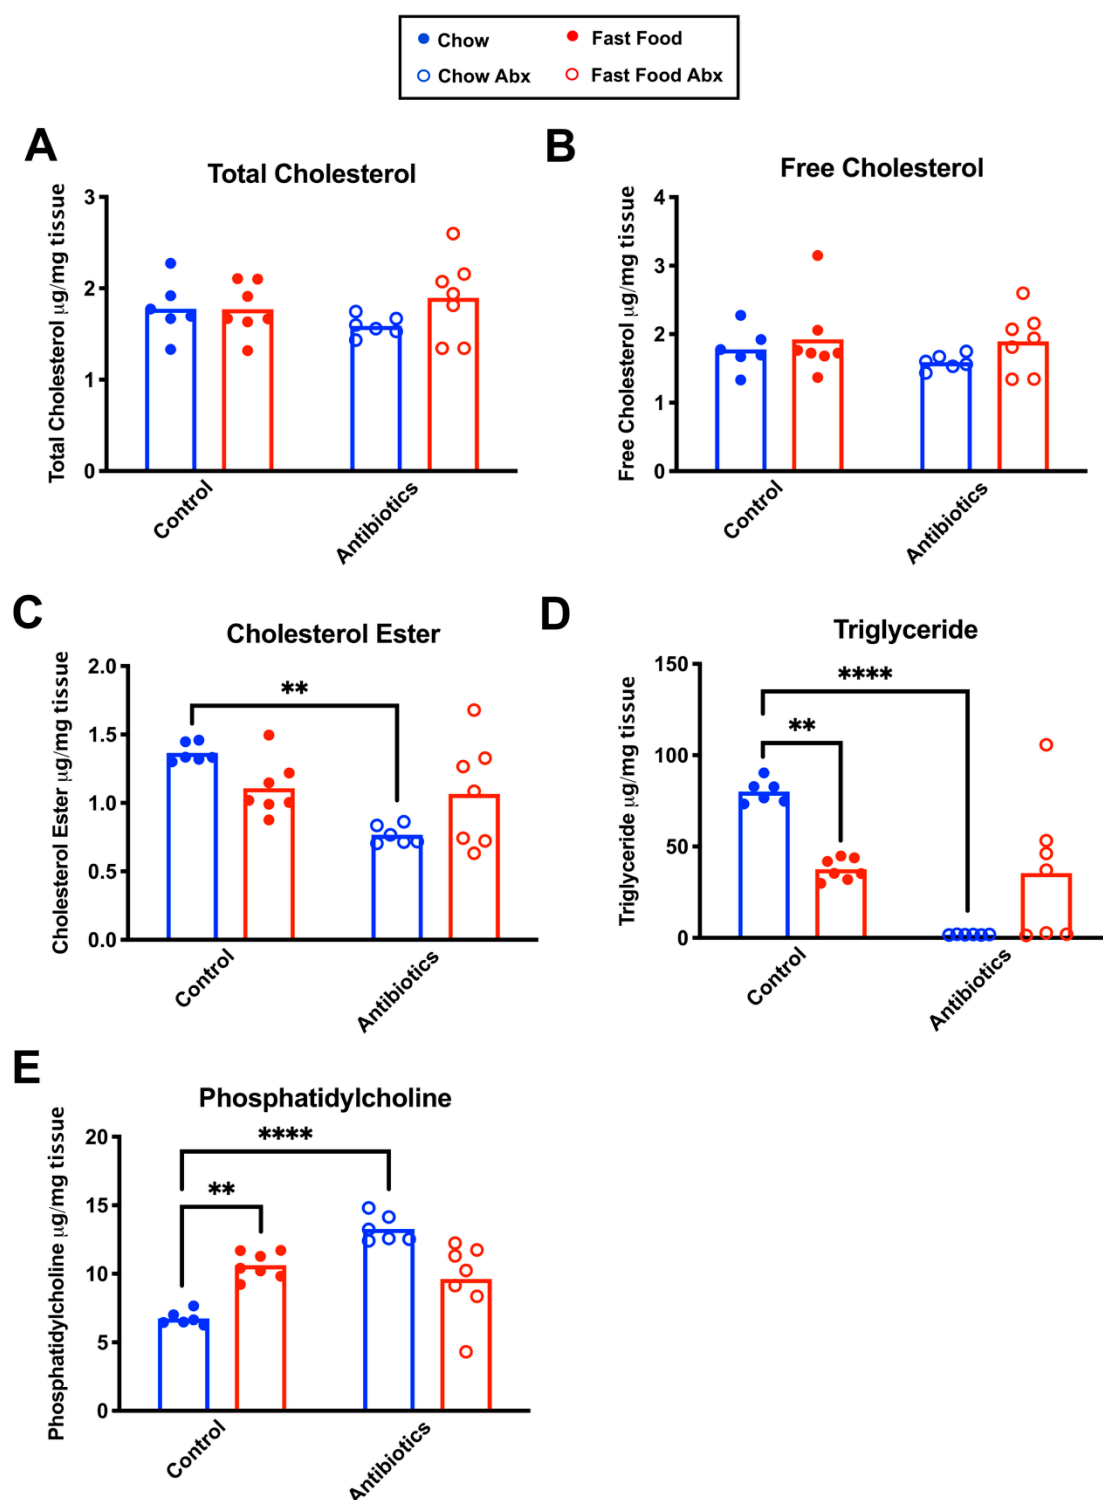 Chow
Fast Food
Chow Abx
Fast Food Abx
A
Total Cholesterol
Total Cholesterol µg/mg tissue
3
2
1
0
Control
Antibiotics
B
Free Cholesterol
Free Cholesterol µg/mg tissue
4
3
2
1
0
Control
Antibiotics
C
Cholesterol Ester
Cholesterol Ester µg/mg tissue
2.0
1.5
1.0
0.5
0.0
**
Control
Antibiotics
D
Triglyceride
Triglyceride µg/mg tissue
150
100
50
0
****
**
Control
Antibiotics
E
Phosphatidylcholine
Phosphatidylcholine µg/mg tissue
20
15
10
5
0
****
**
Control
Antibiotics